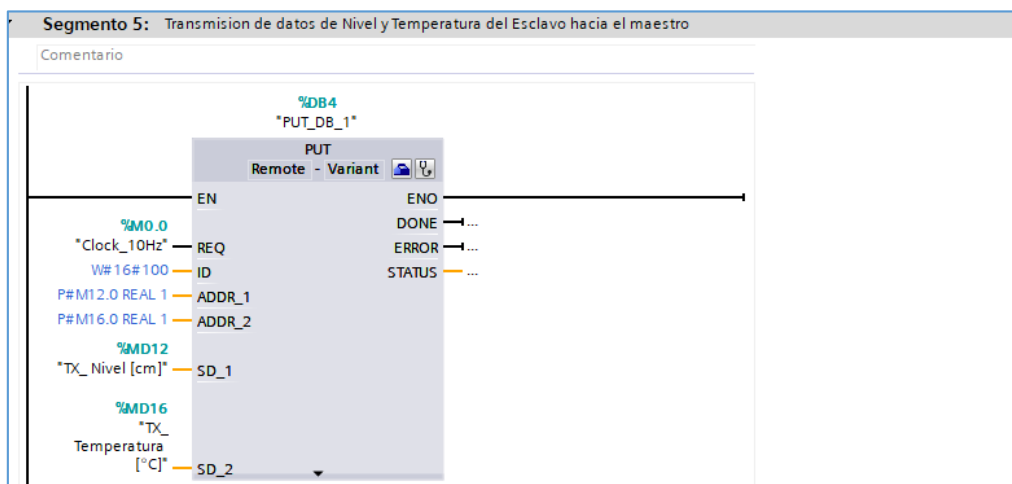 Segmento 5: Transmision de datos de Nivel y Temperatura del Esclavo hacia el maestro
Comentario
%DB4
"PUT_DB_1"
PUT
Remote - Variant
EN ENO
DONE ...
%M0.0
"Clock_10Hz" REQ ERROR ...
W#16#100 ID STATUS ...
P#M12.0 REAL 1 ADDR_1
P#M16.0 REAL 1 ADDR_2
%MD12
"TX_ Nivel [cm]" SD_1
%MD16
"TX_
Temperatura
[°C]" SD_2